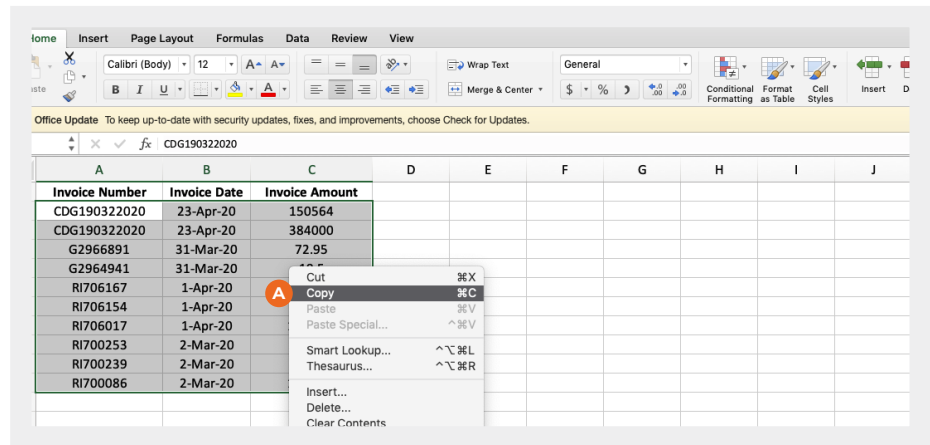 Home Insert Page Layout Formulas Data Review View
Calibri (Body) 12 A A Wrap Text General
B I U A Merge & Center $ % ) .0 .00 .00 .0 Conditional Formatting Format as Table Cell Styles Insert
Office Update To keep up-to-date with security updates, fixes, and improvements, choose Check for Updates.
fx CDG190322020
A B C D E F G H I J
Invoice Number Invoice Date Invoice Amount
CDG190322020 23-Apr-20 150564
CDG190322020 23-Apr-20 384000
G2966891 31-Mar-20 72.95
G2964941 31-Mar-20
Cut ⌘X
RI706167 1-Apr-20 A Copy ⌘C
RI706154 1-Apr-20 Paste ⌘V
RI706017 1-Apr-20 Paste Special... ^⌘V
RI700253 2-Mar-20 Smart Lookup... ^⌥⌘L
RI700239 2-Mar-20 Thesaurus... ^⌥⌘R
RI700086 2-Mar-20
Insert...
Delete...
Clear Contents